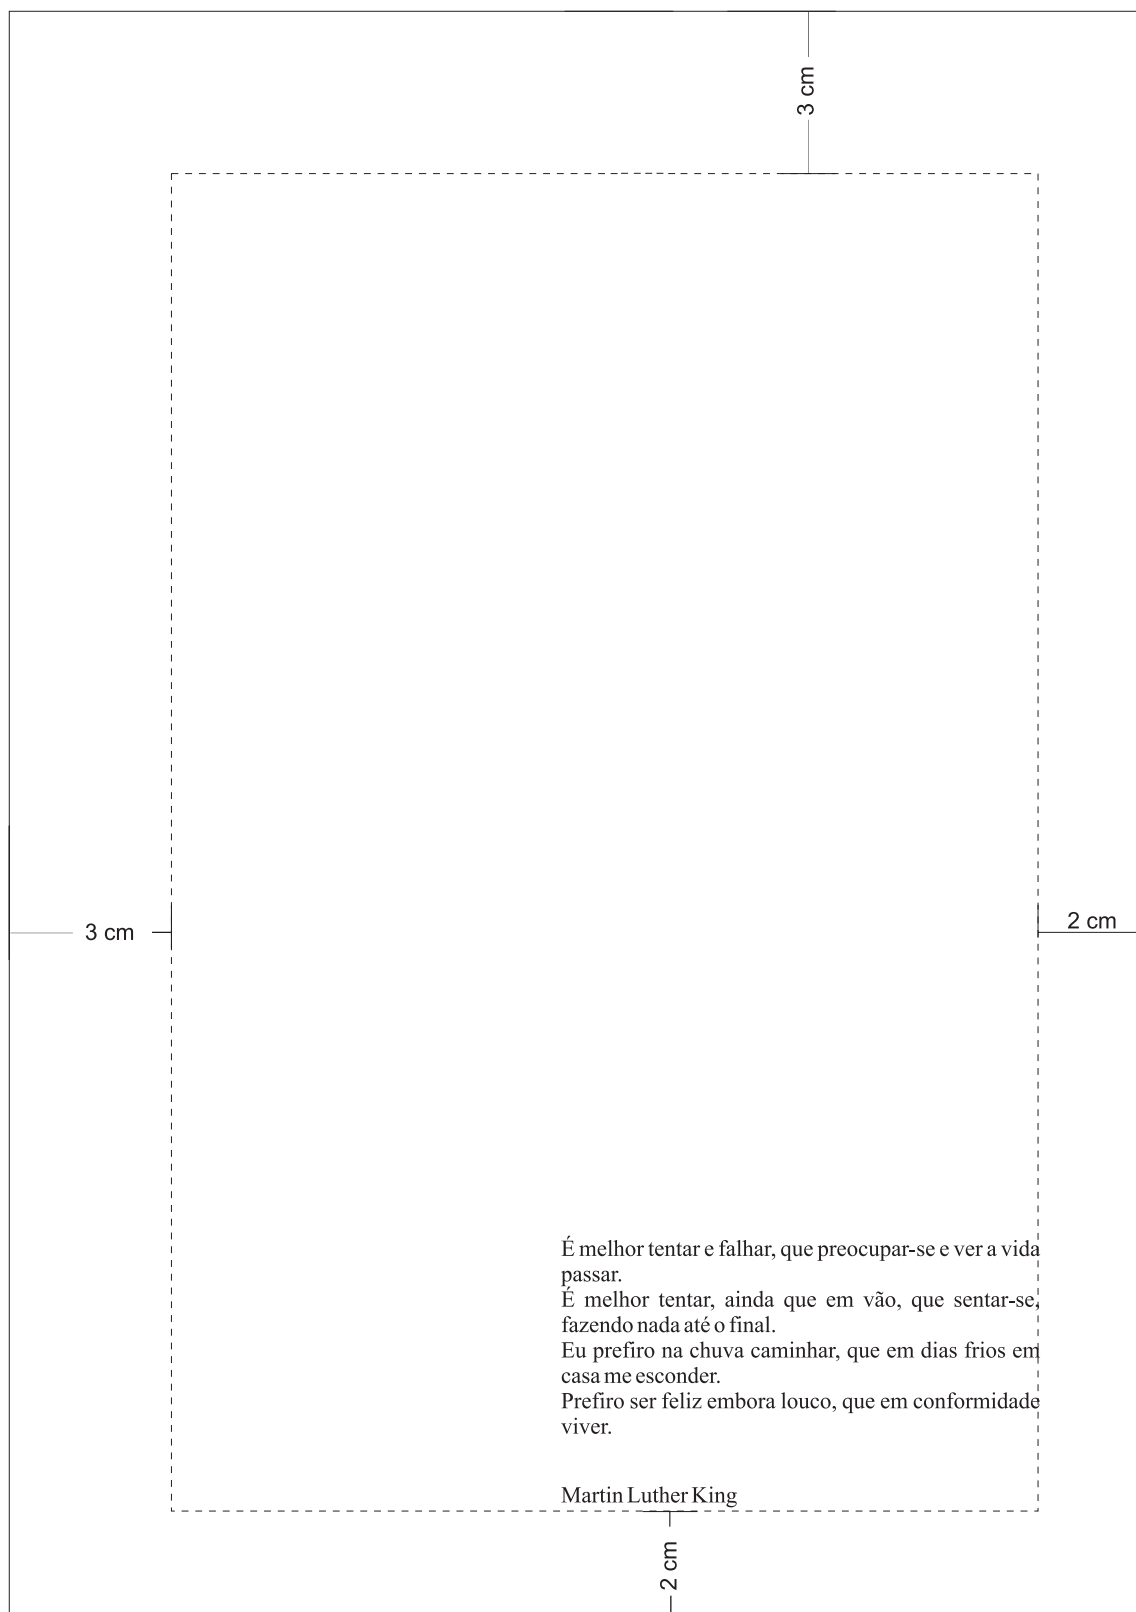 3 cm
3 cm
2 cm
É melhor tentar e falhar, que preocupar-se e ver a vida
passar.
É melhor tentar, ainda que em vão, que sentar-se,
fazendo nada até o final.
Eu prefiro na chuva caminhar, que em dias frios em
casa me esconder.
Prefiro ser feliz embora louco, que em conformidade
viver.
Martin Luther King
2 cm